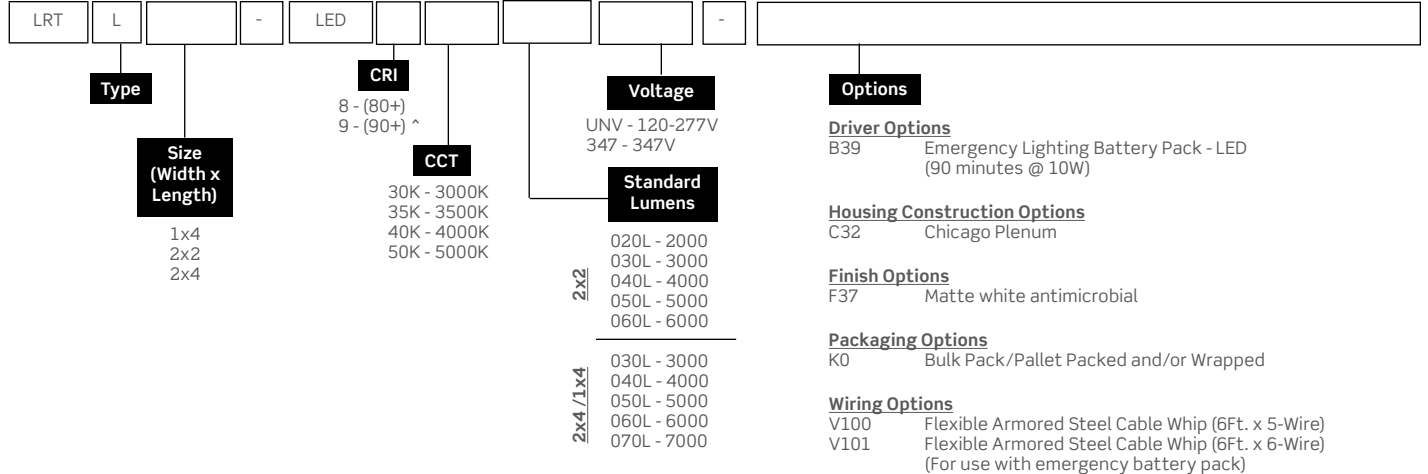 LRT L - LED -
Type
Size
(Width x
Length)
1x4
2x2
2x4
CRI
8 - (80+)
9 - (90+) ^
CCT
30K - 3000K
35K - 3500K
40K - 4000K
50K - 5000K
Voltage
UNV - 120-277V
347 - 347V
Standard
Lumens
2x2
020L - 2000
030L - 3000
040L - 4000
050L - 5000
060L - 6000
2x4 /1x4
030L - 3000
040L - 4000
050L - 5000
060L - 6000
070L - 7000
Options
Driver Options
B39 Emergency Lighting Battery Pack - LED
(90 minutes @ 10W)
Housing Construction Options
C32 Chicago Plenum
Finish Options
F37 Matte white antimicrobial
Packaging Options
K0 Bulk Pack/Pallet Packed and/or Wrapped
Wiring Options
V100 Flexible Armored Steel Cable Whip (6Ft. x 5-Wire)
V101 Flexible Armored Steel Cable Whip (6Ft. x 6-Wire)
(For use with emergency battery pack)